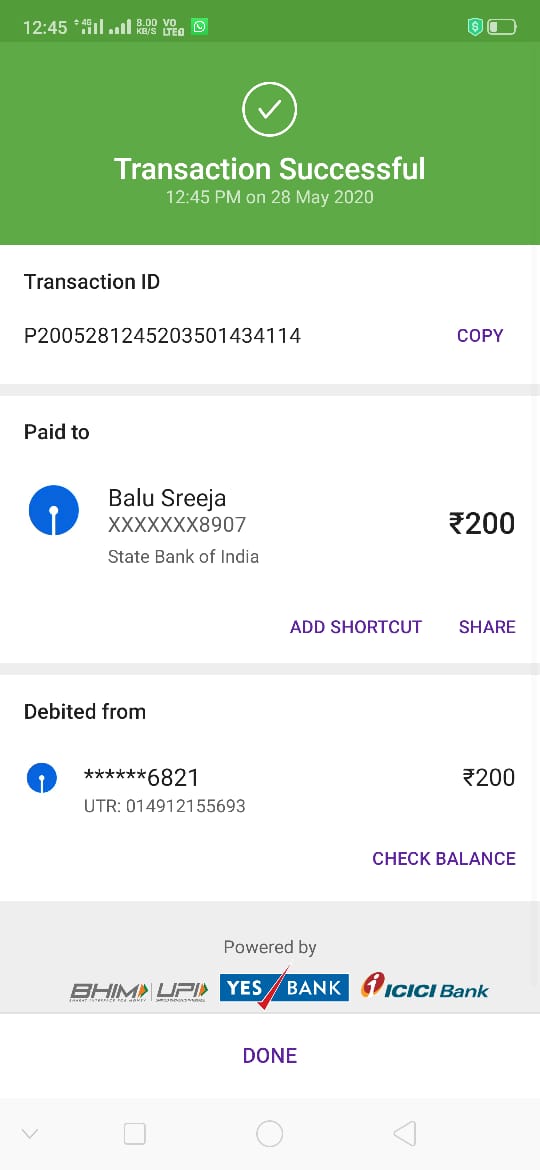 12:45 4G 8.00 KB/S VO LTE
Transaction Successful
12:45 PM on 28 May 2020
Transaction ID
P2005281245203501434114 COPY
Paid to
Balu Sreeja
XXXXXXX8907
₹200
State Bank of India
ADD SHORTCUT SHARE
Debited from
******6821 ₹200
UTR: 014912155693
CHECK BALANCE
Powered by
BHIM UPI YES BANK ICICI Bank
DONE